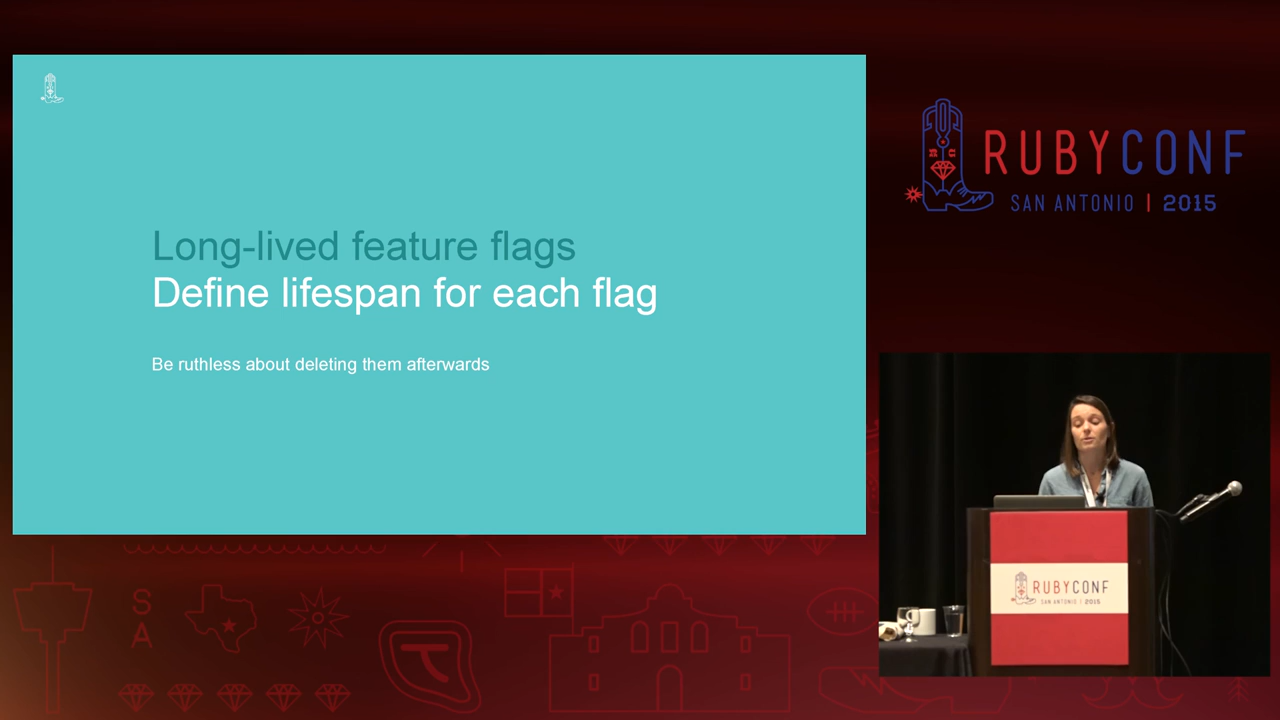 Long-lived feature flags
Define lifespan for each flag
Be ruthless about deleting them afterwards
RUBYCONF
SAN ANTONIO | 2015
RUBYCONF
SAN ANTONIO | 2015
S
A